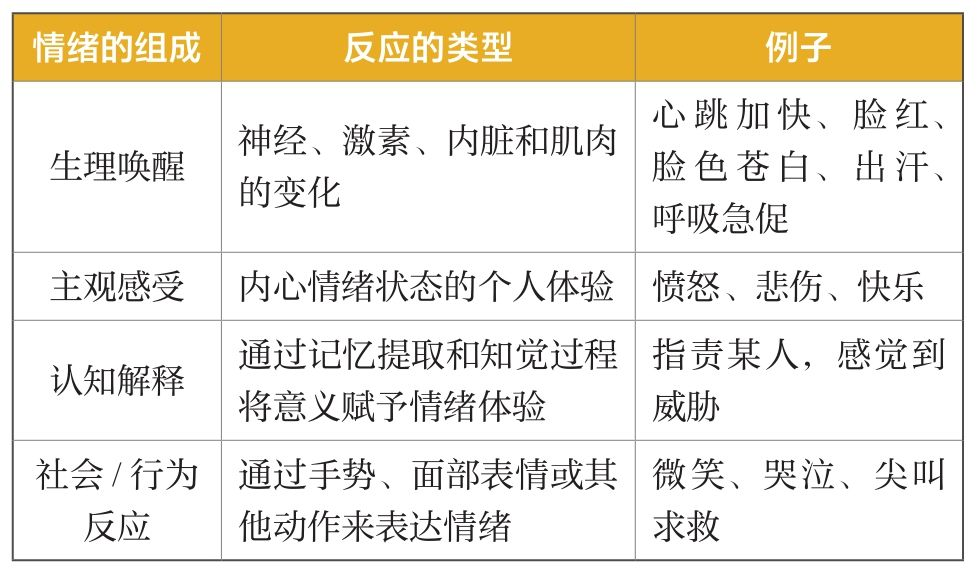 情绪的组成 反应的类型 例子
生理唤醒
神经、激素、内脏和肌肉
的变化
心跳加快、脸红、
脸色苍白、出汗、
呼吸急促
主观感受
内心情绪状态的个人体验
愤怒、悲伤、快乐
认知解释
通过记忆提取和知觉过程
将意义赋予情绪体验
指责某人，感觉到
威胁
社会 / 行为
反应
通过手势、面部表情或其
他动作来表达情绪
微笑、哭泣、尖叫
求救